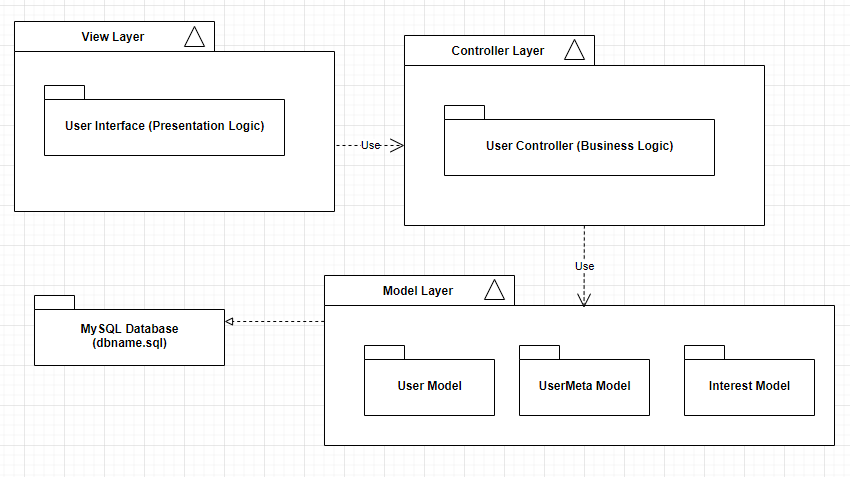 View Layer
User Interface (Presentation Logic)
Use
Controller Layer
User Controller (Business Logic)
Use
Model Layer
User Model
UserMeta Model
Interest Model
MySQL Database
(dbname.sql)